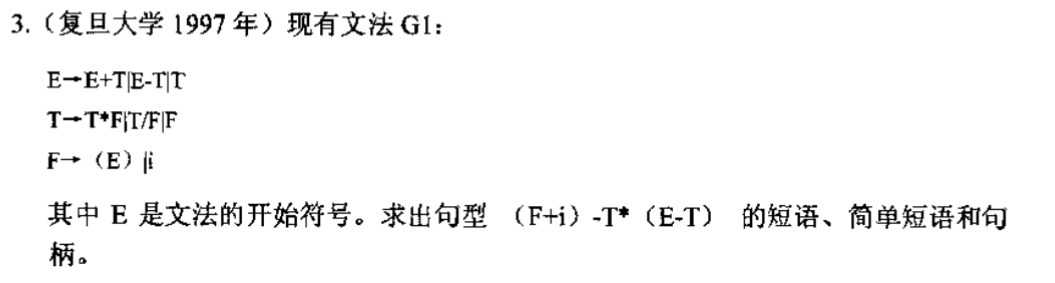 3.（复旦大学 1997 年）现有文法 G1：
E→E+T|E-T|T
T→T*F|T/F|F
F→（E）|i
其中 E 是文法的开始符号。求出句型 （F+i）-T*（E-T） 的短语、简单短语和句
柄。